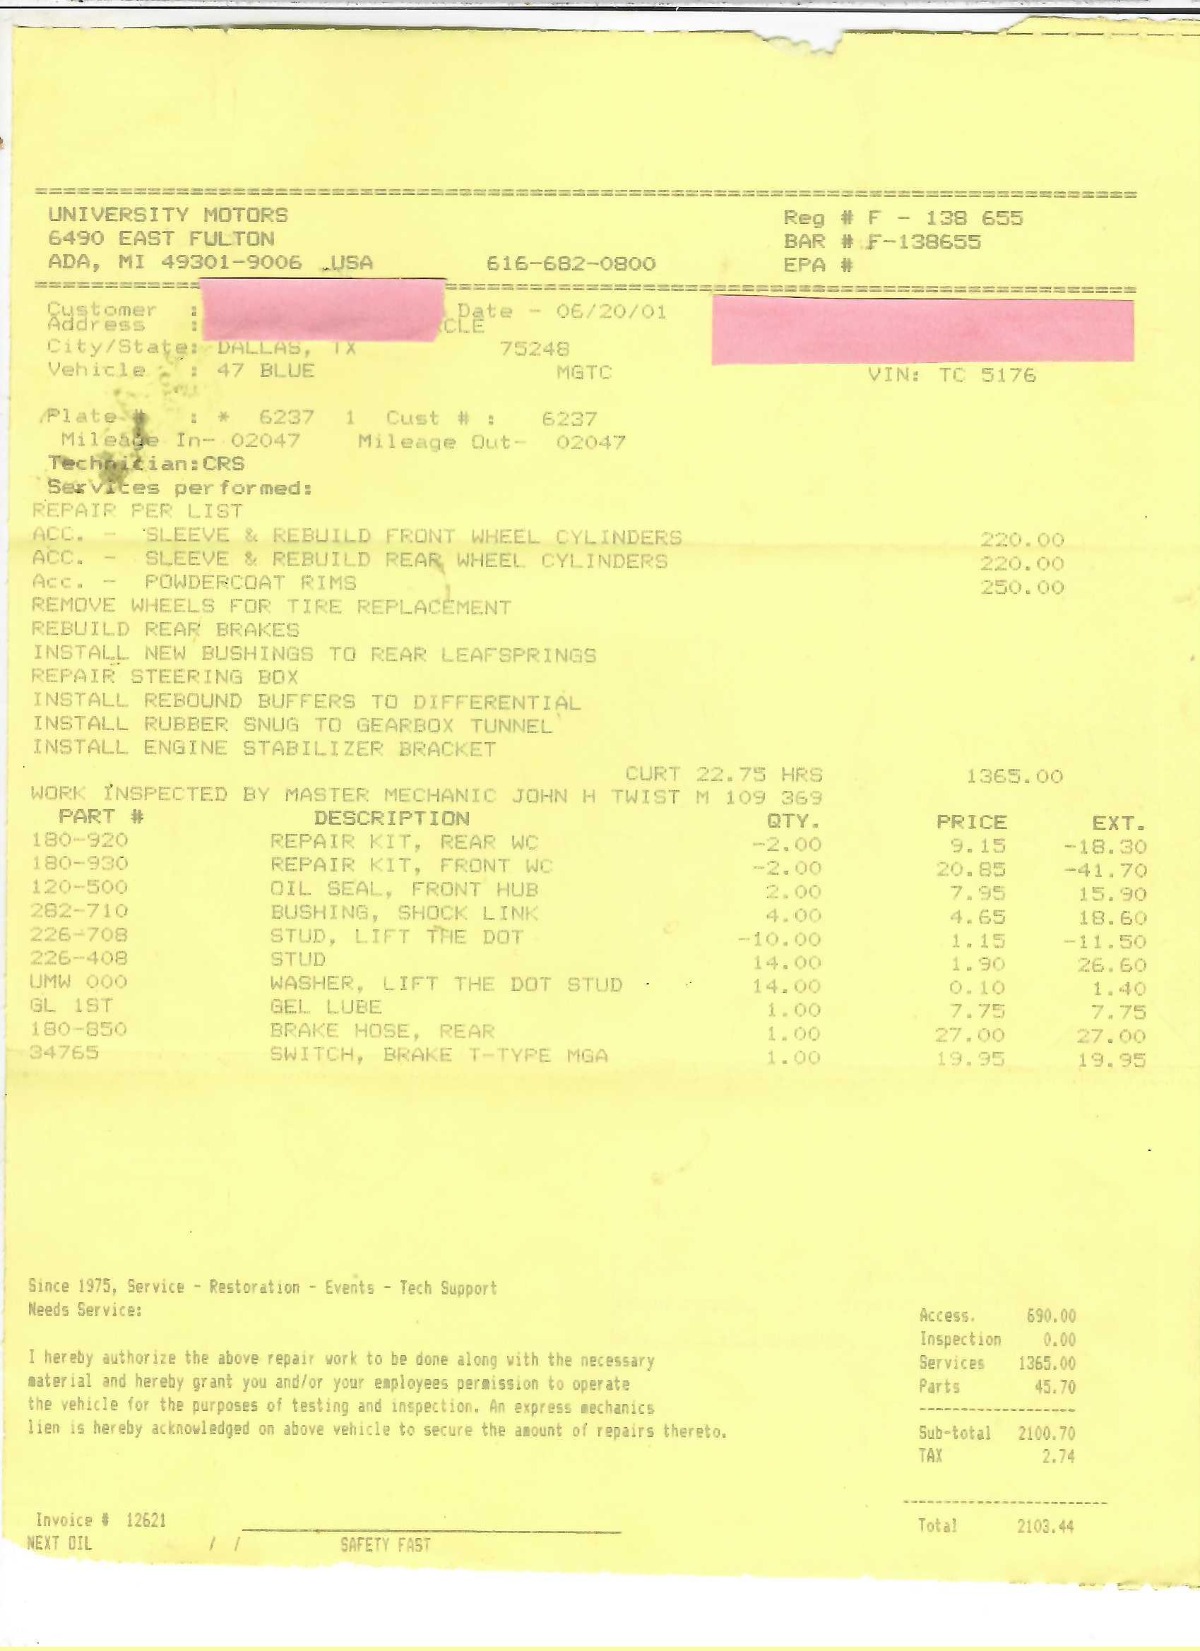 UNIVERSITY MOTORS Reg # F - 138 655
6490 EAST FULTON BAR # F-138655
ADA, MI 49301-9006 USA 616-682-0800 EPA #
Customer : Date - 06/20/01
Address : CLE
City/State: DALLAS, TX 75248
Vehicle : 47 BLUE MGTC VIN: TC 5176
Plate # : * 6237 1 Cust # : 6237
Mileage In- 02047 Mileage Out- 02047
Technician:CRS
Services performed:
REPAIR PER LIST
ACC. - SLEEVE & REBUILD FRONT WHEEL CYLINDERS 220.00
ACC. - SLEEVE & REBUILD REAR WHEEL CYLINDERS 220.00
Acc. - POWDERCOAT RIMS 250.00
REMOVE WHEELS FOR TIRE REPLACEMENT
REBUILD REAR BRAKES
INSTALL NEW BUSHINGS TO REAR LEAFSPRINGS
REPAIR STEERING BOX
INSTALL REBOUND BUFFERS TO DIFFERENTIAL
INSTALL RUBBER SNUG TO GEARBOX TUNNEL
INSTALL ENGINE STABILIZER BRACKET
CURT 22.75 HRS 1365.00
WORK INSPECTED BY MASTER MECHANIC JOHN H TWIST M 109 369
PART # DESCRIPTION QTY. PRICE EXT.
180-920 REPAIR KIT, REAR WC -2.00 9.15 -18.30
180-930 REPAIR KIT, FRONT WC -2.00 20.85 -41.70
120-500 OIL SEAL, FRONT HUB 2.00 7.95 15.90
282-710 BUSHING, SHOCK LINK 4.00 4.65 18.60
226-708 STUD, LIFT THE DOT -10.00 1.15 -11.50
226-408 STUD 14.00 1.90 26.60
UMW 000 WASHER, LIFT THE DOT STUD 14.00 0.10 1.40
GL 1ST GEL LUBE 1.00 7.75 7.75
180-850 BRAKE HOSE, REAR 1.00 27.00 27.00
34765 SWITCH, BRAKE T-TYPE MGA 1.00 19.95 19.95
Since 1975, Service - Restoration - Events - Tech Support
Needs Service:
Access. 690.00
Inspection 0.00
Services 1365.00
Parts 45.70
Sub-total 2100.70
TAX 2.74
Total 2103.44
I hereby authorize the above repair work to be done along with the necessary
material and hereby grant you and/or your employees permission to operate
the vehicle for the purposes of testing and inspection. An express mechanics
lien is hereby acknowledged on above vehicle to secure the amount of repairs thereto.
Invoice # 12621
NEXT OIL / / SAFETY FAST